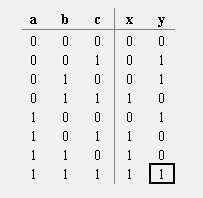 a b c x y
0 0 0 0 0
0 0 1 0 1
0 1 0 0 1
0 1 1 1 0
1 0 0 0 1
1 0 1 1 0
1 1 0 1 0
1 1 1 1 1